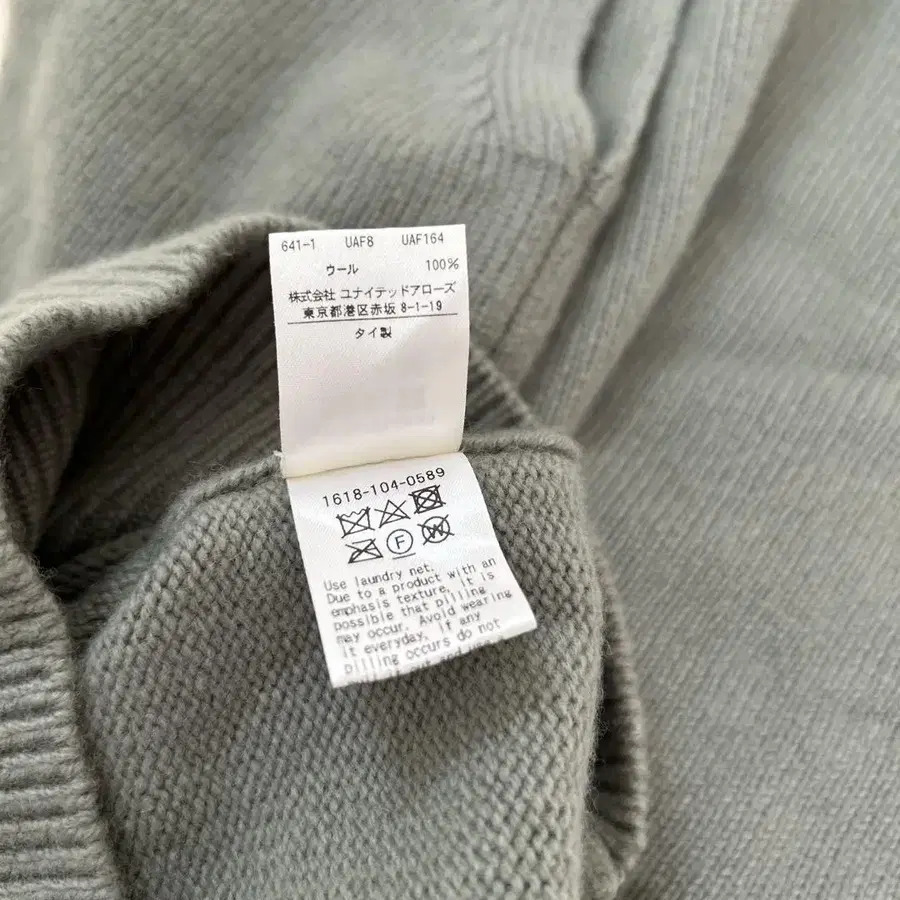 641-1 UAF8 UAF164
ウール 100%
株式会社 ユナイテッドアローズ
東京都港区赤坂 8-1-19
タイ製
1618-104-0589
F W
Use laundry net.
Due to a product with an
emphasis texture, it is
possible that pilling
may occur. Avoid wearing
it everyday, if any
pilling occurs do not